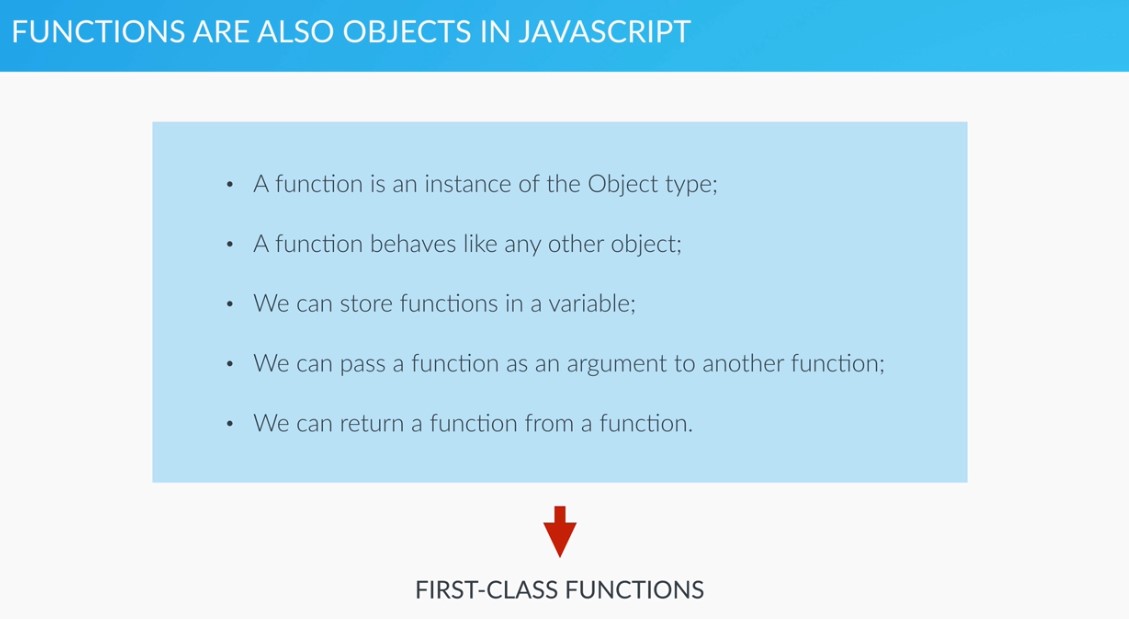 FUNCTIONS ARE ALSO OBJECTS IN JAVASCRIPT
• A function is an instance of the Object type;
• A function behaves like any other object;
• We can store functions in a variable;
• We can pass a function as an argument to another function;
• We can return a function from a function.
FIRST-CLASS FUNCTIONS